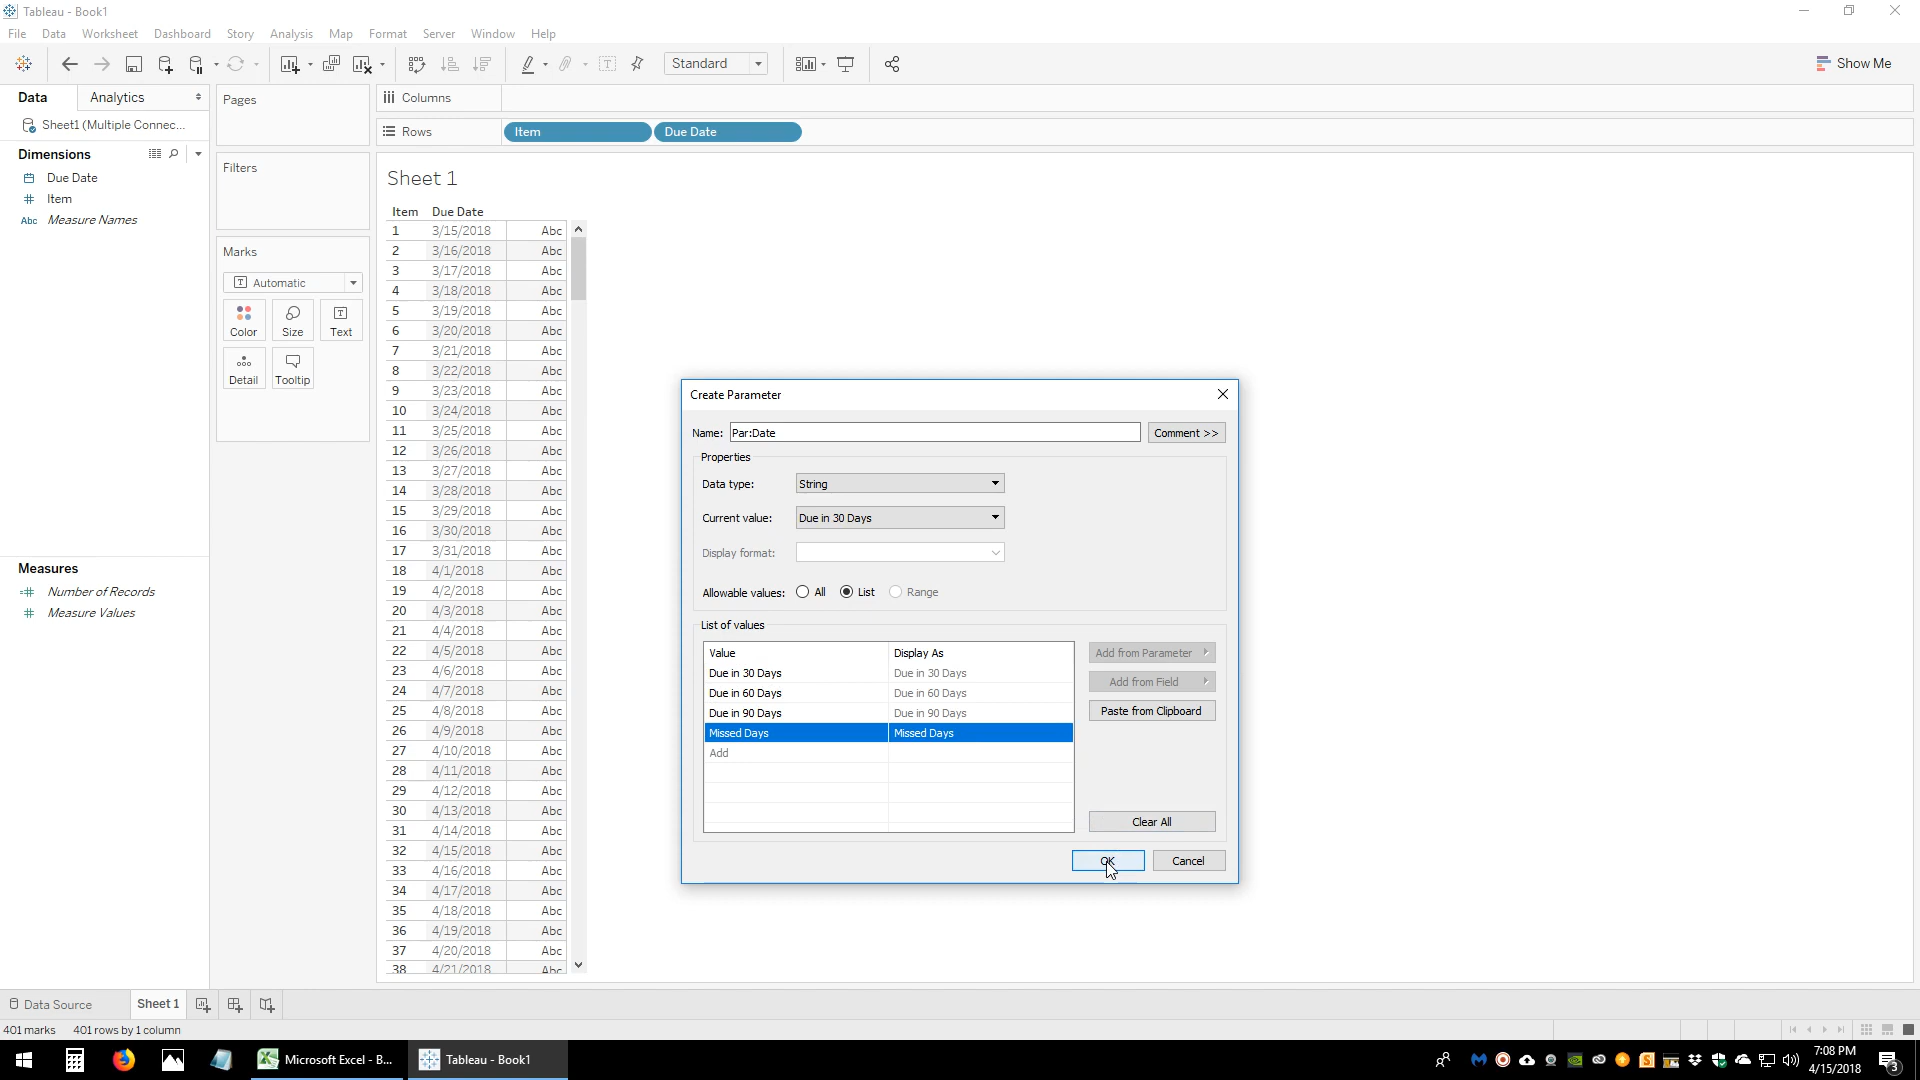 Tableau - Book1
File Data Worksheet Dashboard Story Analysis Map Format Server Window Help
Standard
Show Me
Data Analytics
Sheet1 (Multiple Connec...
Dimensions
Due Date
Item
Abc Measure Names
Measures
Number of Records
Measure Values
Pages
Filters
Marks
Automatic
Color Size Text
Detail Tooltip
Columns
Rows Item Due Date
Sheet 1
Item Due Date
1 3/15/2018 Abc
2 3/16/2018 Abc
3 3/17/2018 Abc
4 3/18/2018 Abc
5 3/19/2018 Abc
6 3/20/2018 Abc
7 3/21/2018 Abc
8 3/22/2018 Abc
9 3/23/2018 Abc
10 3/24/2018 Abc
11 3/25/2018 Abc
12 3/26/2018 Abc
13 3/27/2018 Abc
14 3/28/2018 Abc
15 3/29/2018 Abc
16 3/30/2018 Abc
17 3/31/2018 Abc
18 4/1/2018 Abc
19 4/2/2018 Abc
20 4/3/2018 Abc
21 4/4/2018 Abc
22 4/5/2018 Abc
23 4/6/2018 Abc
24 4/7/2018 Abc
25 4/8/2018 Abc
26 4/9/2018 Abc
27 4/10/2018 Abc
28 4/11/2018 Abc
29 4/12/2018 Abc
30 4/13/2018 Abc
31 4/14/2018 Abc
32 4/15/2018 Abc
33 4/16/2018 Abc
34 4/17/2018 Abc
35 4/18/2018 Abc
36 4/19/2018 Abc
37 4/20/2018 Abc
38 4/21/2018 Abc
Create Parameter
Name: Par:Date Comment >>
Properties
Data type: String
Current value: Due in 30 Days
Display format:
Allowable values: All List Range
List of values
Value Display As
Due in 30 Days Due in 30 Days
Due in 60 Days Due in 60 Days
Due in 90 Days Due in 90 Days
Missed Days Missed Days
Add
Add from Parameter
Add from Field
Paste from Clipboard
Clear All
OK Cancel
Data Source Sheet 1
401 marks 401 rows by 1 column
Microsoft Excel - B... Tableau - Book1
7:08 PM
4/15/2018
3